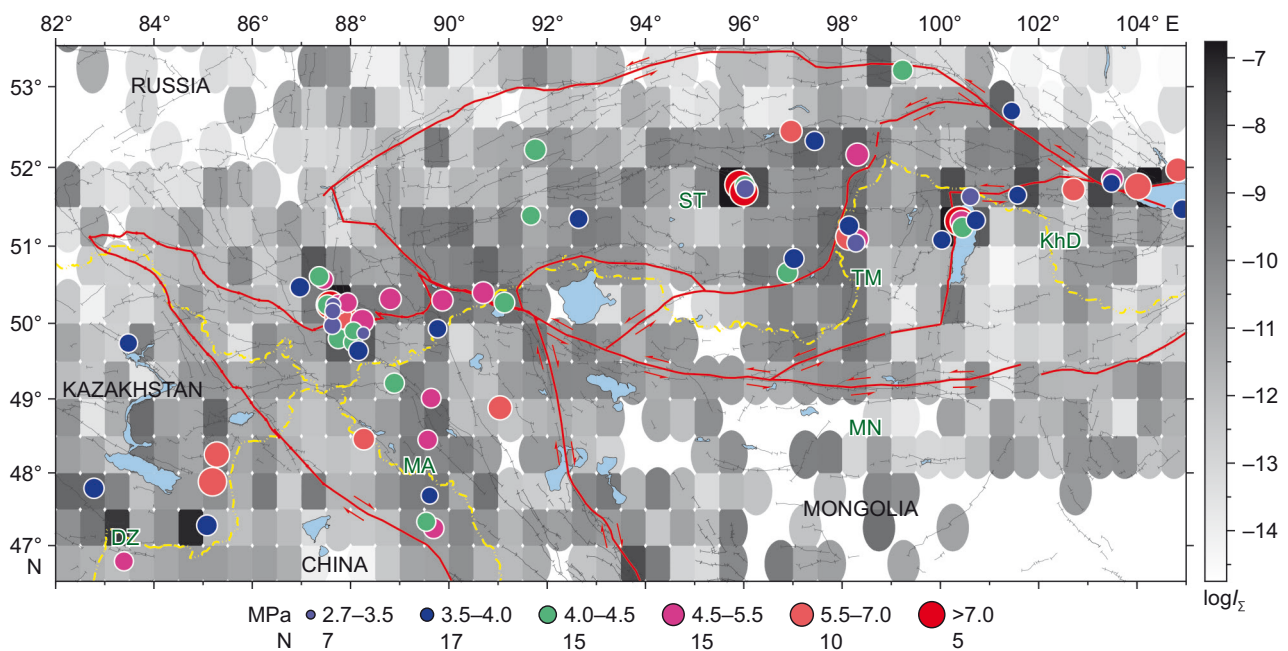 82 84 86 88 90 92 94 96 98 100 102 104° E
53°
52°
51°
50°
49°
48°
47°
N
RUSSIA
ST
TM
KhD
KAZAKHSTAN
MN
MA
MONGOLIA
DZ
CHINA
–7
–8
–9
–10
–11
–12
–13
–14
logIΣ
MPa 2.7–3.5 3.5–4.0 4.0–4.5 4.5–5.5 5.5–7.0 >7.0
N 7 17 15 15 10 5